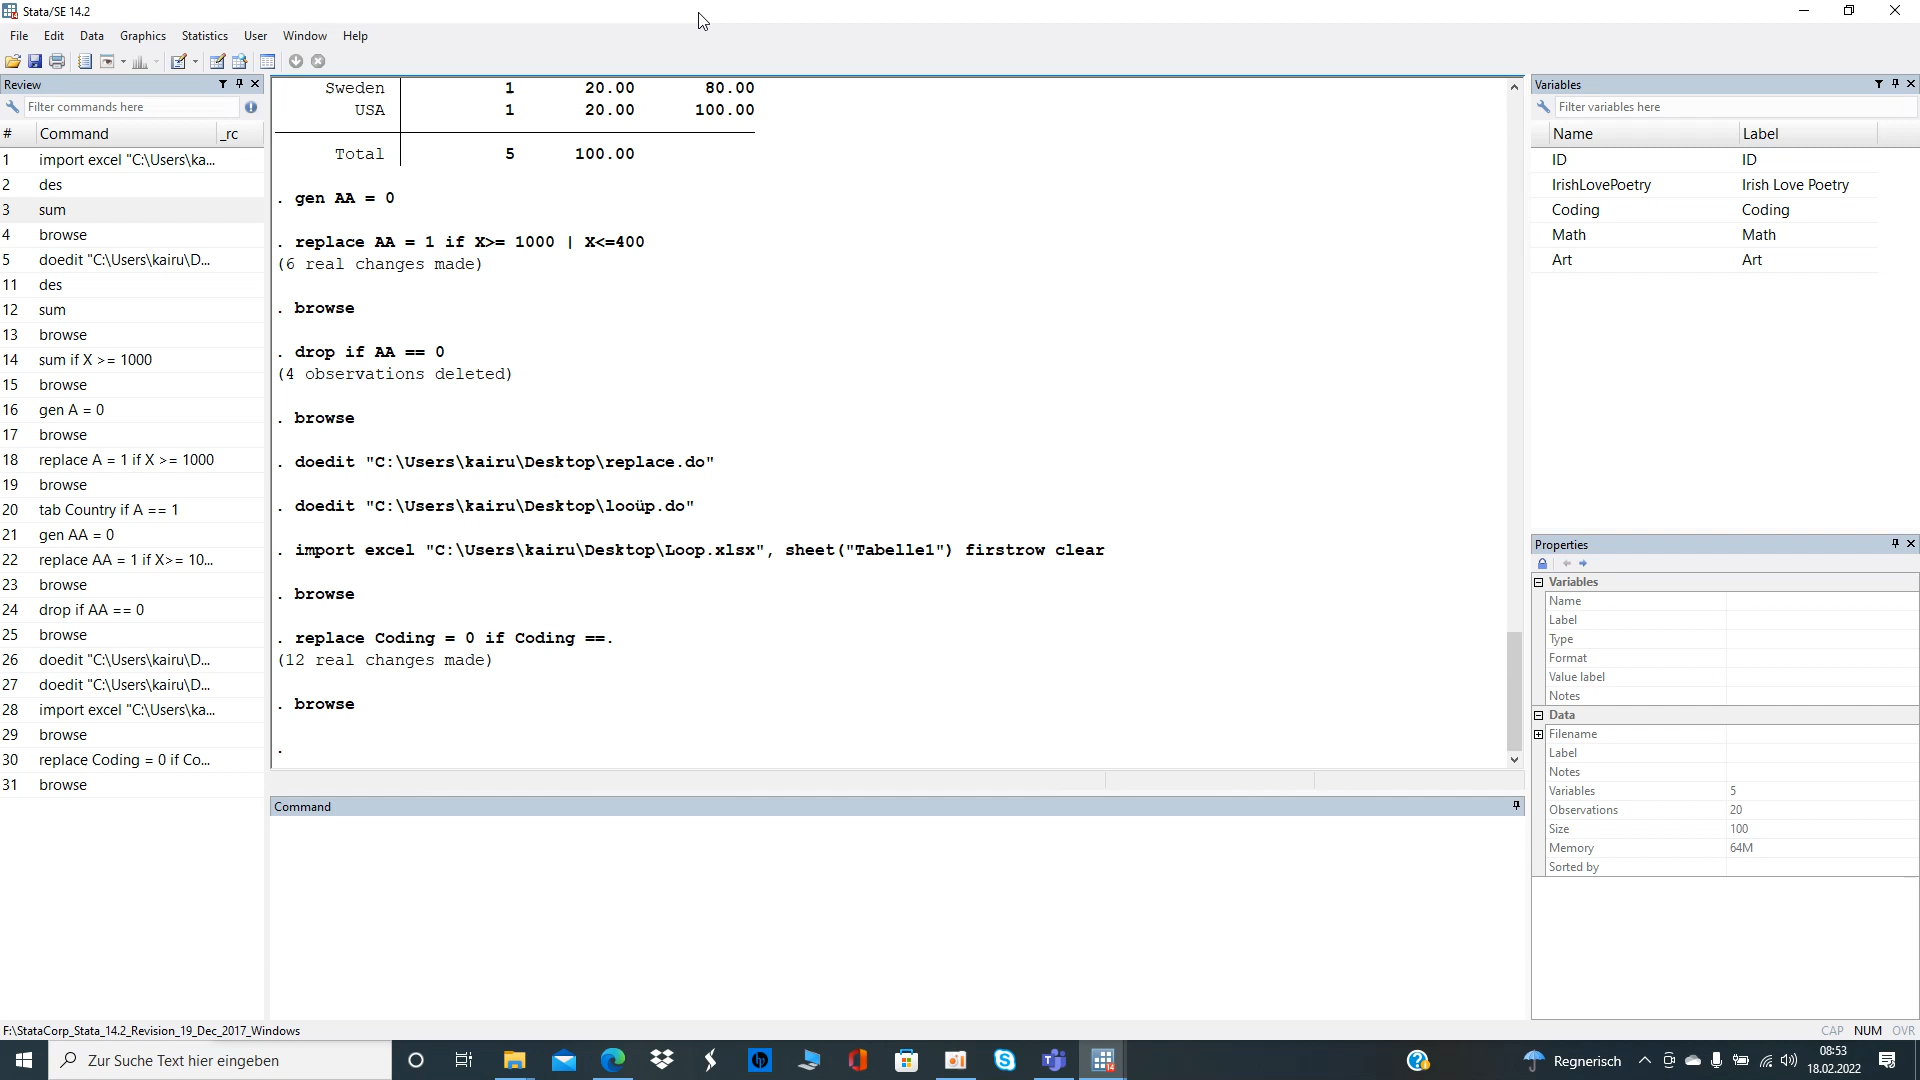 Stata/SE 14.2
File Edit Data Graphics Statistics User Window Help
Review
Filter commands here
# Command _rc
1 import excel "C:\Users\ka...
2 des
3 sum
4 browse
5 doedit "C:\Users\kairu\D...
11 des
12 sum
13 browse
14 sum if X >= 1000
15 browse
16 gen A = 0
17 browse
18 replace A = 1 if X >= 1000
19 browse
20 tab Country if A == 1
21 gen AA = 0
22 replace AA = 1 if X>= 10...
23 browse
24 drop if AA == 0
25 browse
26 doedit "C:\Users\kairu\D...
27 doedit "C:\Users\kairu\D...
28 import excel "C:\Users\ka...
29 browse
30 replace Coding = 0 if Co...
31 browse
Sweden 1 20.00 80.00
USA 1 20.00 100.00
Total 5 100.00
. gen AA = 0
. replace AA = 1 if X>= 1000 | X<=400
(6 real changes made)
. browse
. drop if AA == 0
(4 observations deleted)
. browse
. doedit "C:\Users\kairu\Desktop\replace.do"
. doedit "C:\Users\kairu\Desktop\looüp.do"
. import excel "C:\Users\kairu\Desktop\Loop.xlsx", sheet("Tabelle1") firstrow clear
. browse
. replace Coding = 0 if Coding ==.
(12 real changes made)
. browse
.
Command
Variables
Filter variables here
Name Label
ID ID
IrishLovePoetry Irish Love Poetry
Coding Coding
Math Math
Art Art
Properties
Variables
Name
Label
Type
Format
Value label
Notes
Data
Filename
Label
Notes
Variables 5
Observations 20
Size 100
Memory 64M
Sorted by
F:\StataCorp_Stata_14.2_Revision_19_Dec_2017_Windows
CAP NUM OVR
Zur Suche Text hier eingeben
Regnerisch
08:53
18.02.2022